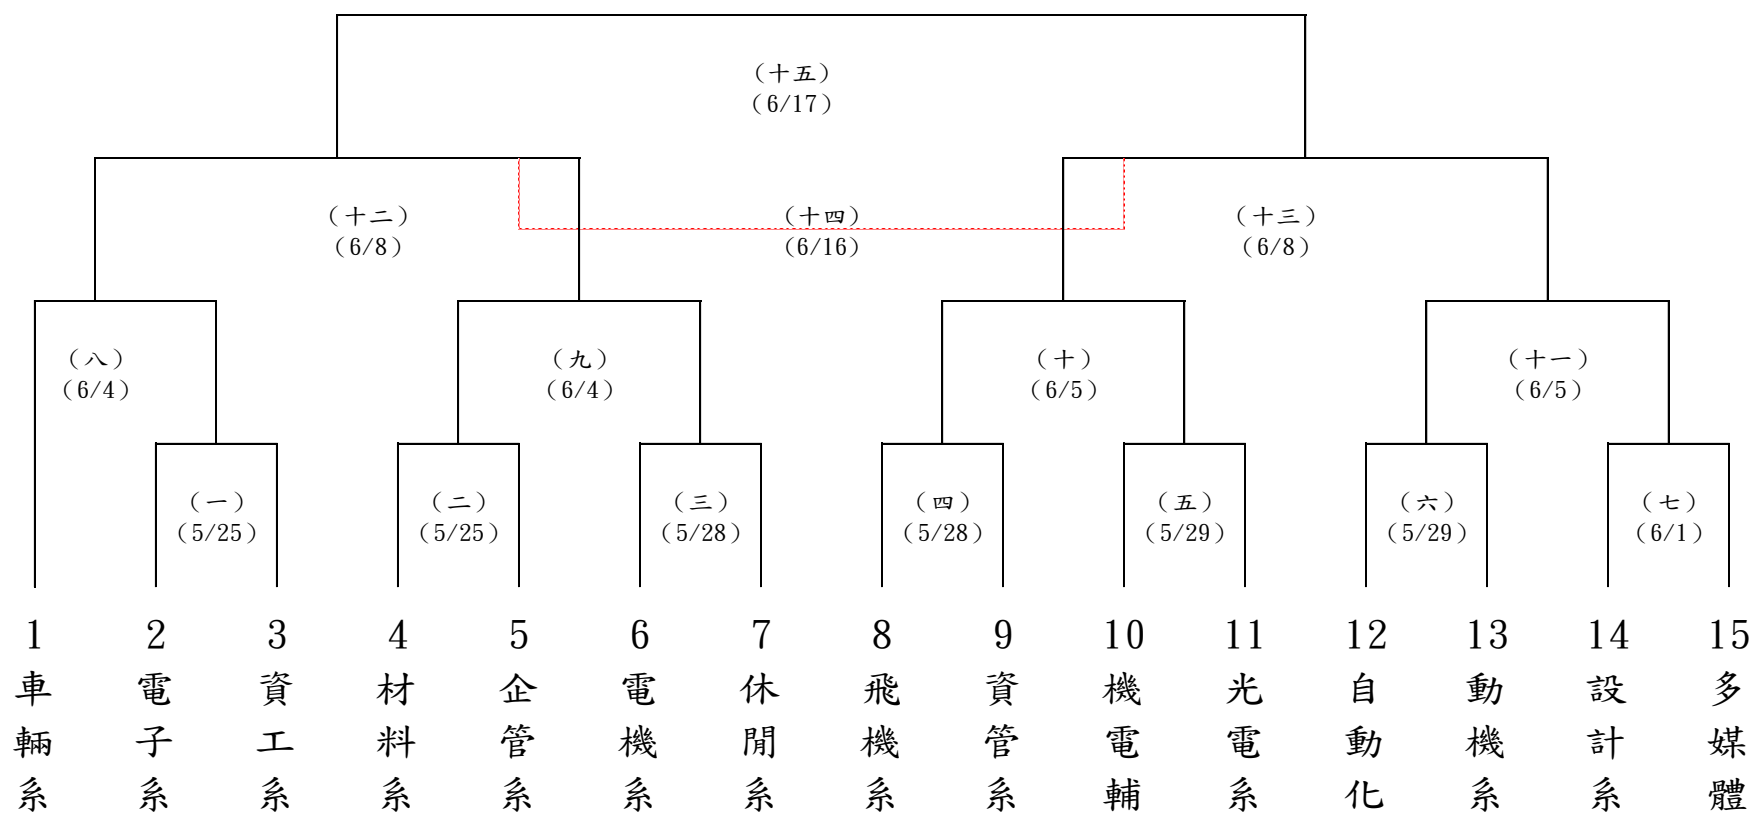 （十五）
（6/17）
（十二）
（6/8）
（十四）
（6/16）
（十三）
（6/8）
（八）
（6/4）
（九）
（6/4）
（十）
（6/5）
（十一）
（6/5）
（一）
（5/25）
（二）
（5/25）
（三）
（5/28）
（四）
（5/28）
（五）
（5/29）
（六）
（5/29）
（七）
（6/1）
1
車輛系
2
電子系
3
資工系
4
材料系
5
企管系
6
電機系
7
休閒系
8
飛機系
9
資管系
10
機電輔
11
光電系
12
自動化
13
動機系
14
設計系
15
多媒體